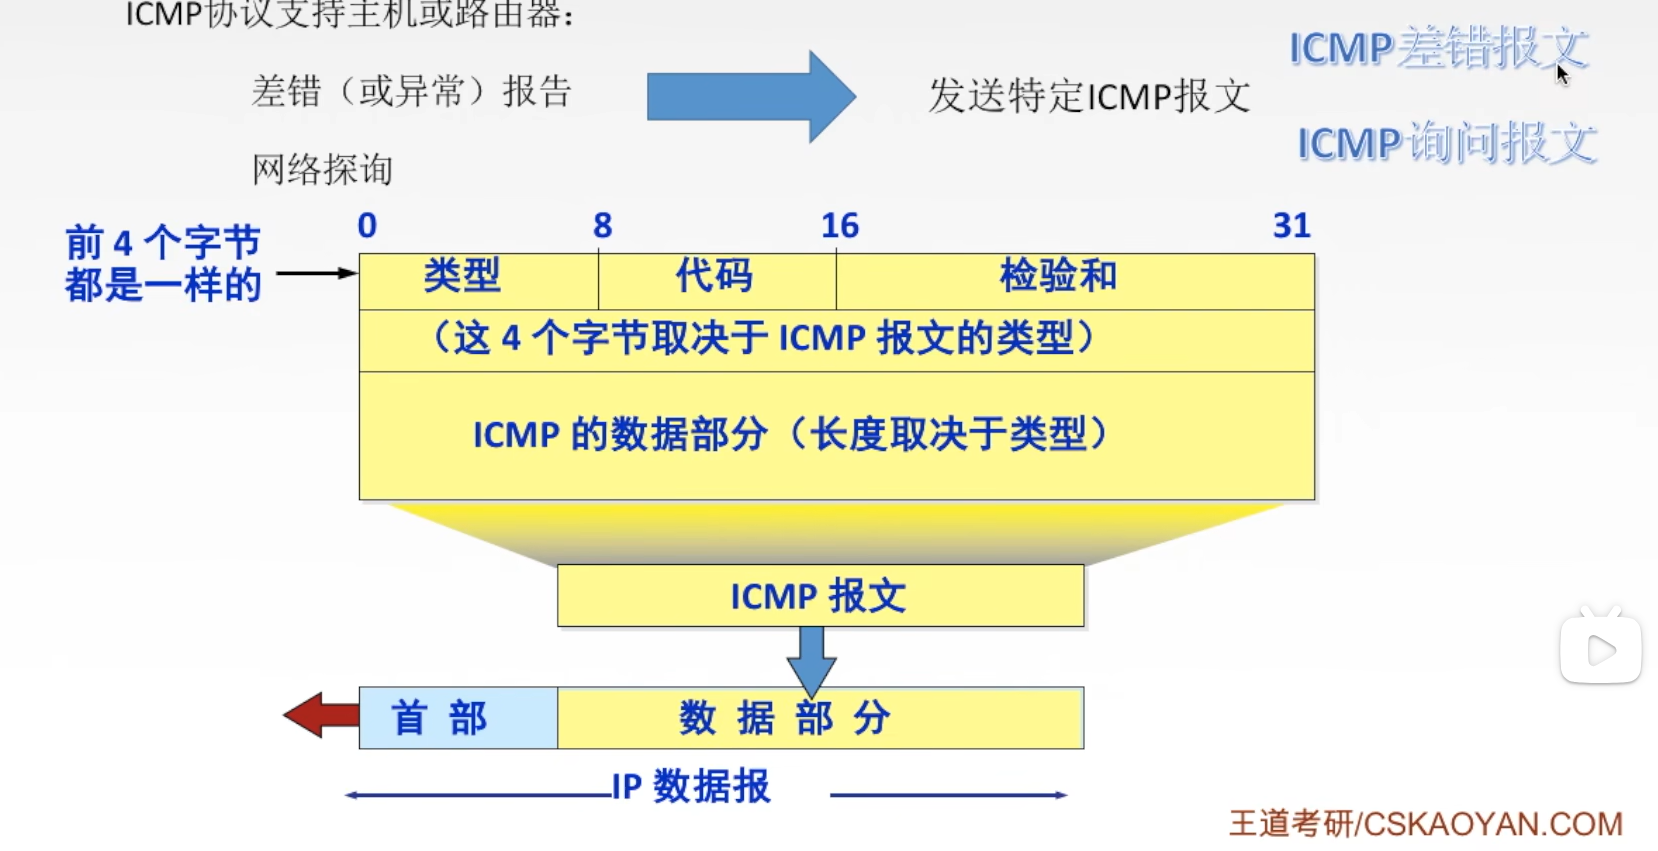 ICMP协议支持主机或路由器：
差错（或异常）报告
发送特定ICMP报文
ICMP差错报文
ICMP询问报文
网络探询
0 8 16 31
前 4 个字节
都是一样的
类型 代码 检验和
（这 4 个字节取决于 ICMP 报文的类型）
ICMP 的数据部分（长度取决于类型）
ICMP 报文
首 部 数 据 部 分
IP 数据报
王道考研/CSKAOYAN.COM